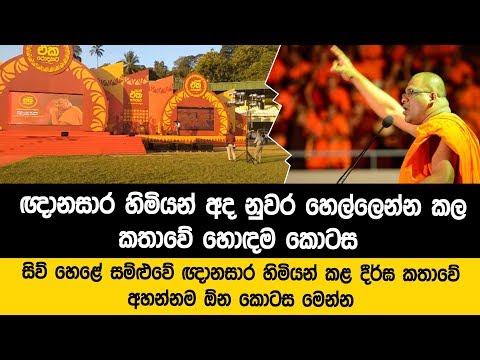 ඥානසාර හිමියන් අද නුවර හෙල්ලෙන්න කල
කතාවේ හොඳම කොටස
සිව් හෙළේ සම්ළුවේ ඥානසාර හිමියන් කළ දීර්ඝ කතාවේ
අහන්නම ඕන කොටස මෙන්න